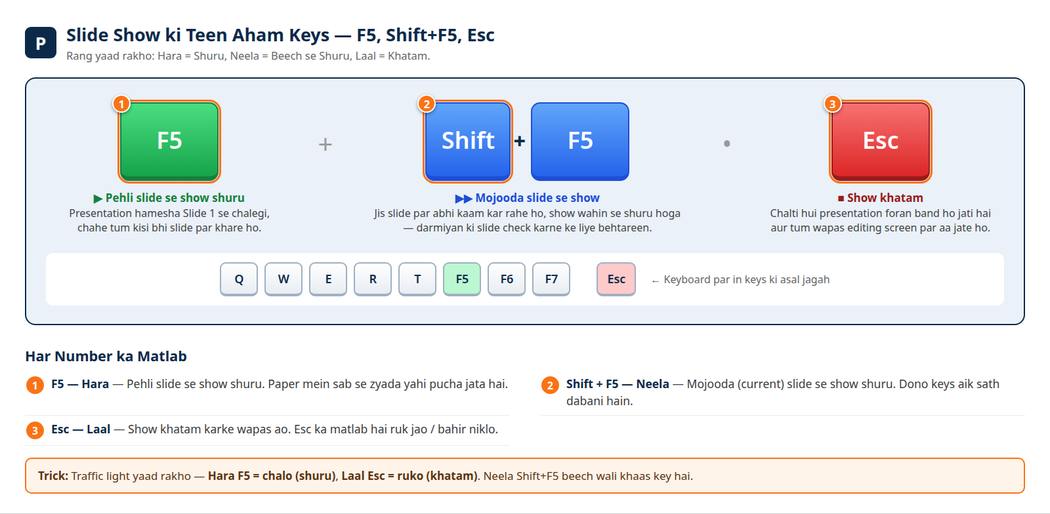 P
Slide Show ki Teen Aham Keys — F5, Shift+F5, Esc
Rang yaad rakho: Hara = Shuru, Neela = Beech se Shuru, Laal = Khatam.
1
F5
▶ Pehli slide se show shuru
Presentation hamesha Slide 1 se chalegi,
chahe tum kisi bhi slide par khare ho.
+
2
Shift + F5
▶▶ Mojooda slide se show
Jis slide par abhi kaam kar rahe ho, show wahin se shuru hoga
— darmiyan ki slide check karne ke liye behtareen.
•
3
Esc
■ Show khatam
Chalti hui presentation foran band ho jati hai
aur tum wapas editing screen par aa jate ho.
Q W E R T F5 F6 F7 Esc ← Keyboard par in keys ki asal jagah
Har Number ka Matlab
1 F5 — Hara — Pehli slide se show shuru. Paper mein sab se zyada yahi pucha jata hai.
2 Shift + F5 — Neela — Mojooda (current) slide se show shuru. Dono keys aik sath
dabani hain.
3 Esc — Laal — Show khatam karke wapas ao. Esc ka matlab hai ruk jao / bahir niklo.
Trick: Traffic light yaad rakho — Hara F5 = chalo (shuru), Laal Esc = ruko (khatam). Neela Shift+F5 beech wali khaas key hai.